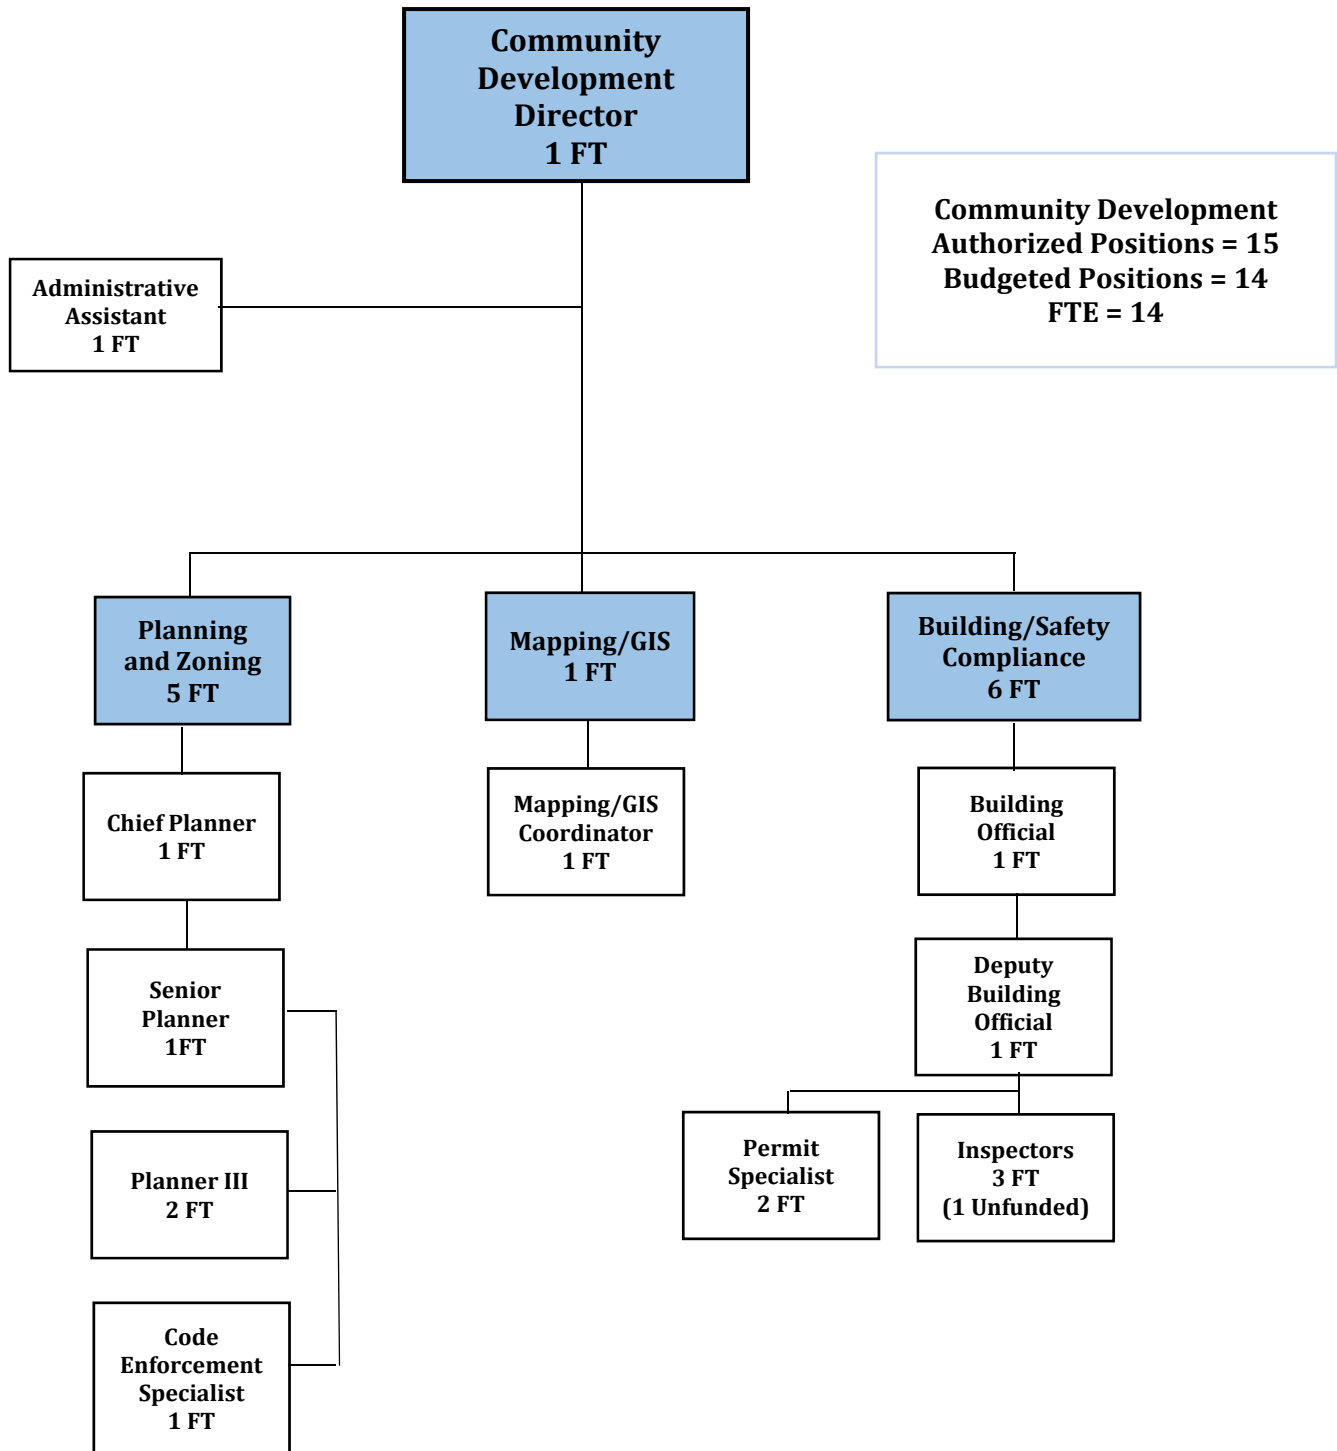 Community
Development
Director
1 FT
Community Development
Authorized Positions = 15
Budgeted Positions = 14
FTE = 14
Administrative
Assistant
1 FT
Planning
and Zoning
5 FT
Mapping/GIS
1 FT
Building/Safety
Compliance
6 FT
Chief Planner
1 FT
Mapping/GIS
Coordinator
1 FT
Building
Official
1 FT
Senior
Planner
1FT
Deputy
Building
Official
1 FT
Planner III
2 FT
Permit
Specialist
2 FT
Inspectors
3 FT
(1 Unfunded)
Code
Enforcement
Specialist
1 FT